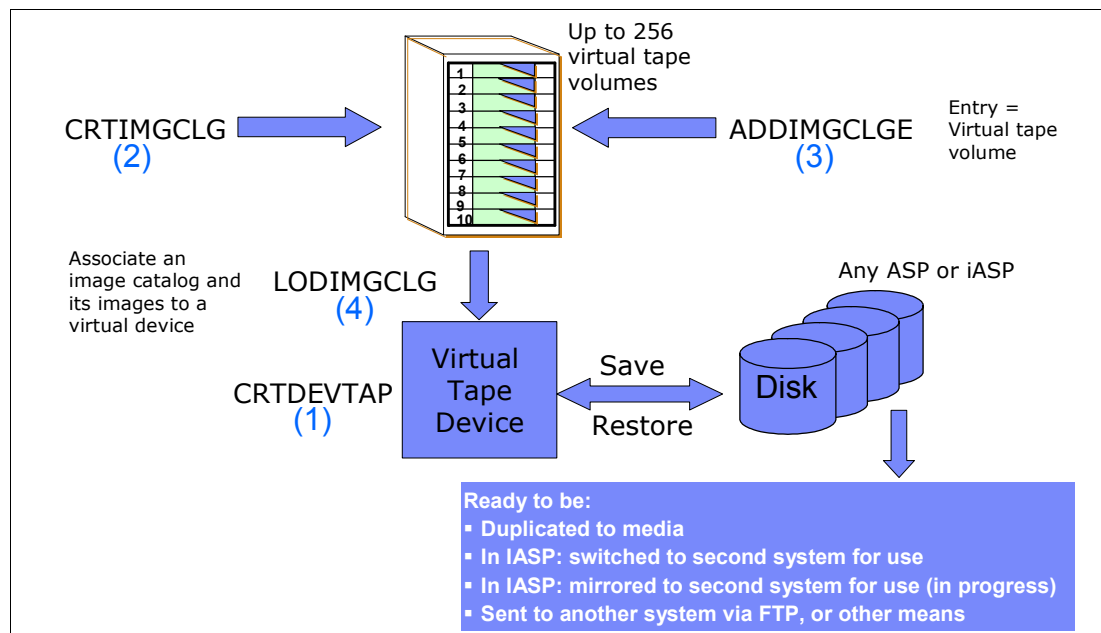 Up to 256
virtual tape
volumes
1
2
3
4
5
6
7
8
9
10
CRTIMGCLG
(2)
ADDIMGCLGE
(3)
Entry =
Virtual tape
volume
Associate an
image catalog and
its images to a
virtual device
LODIMGCLG
(4)
Any ASP or iASP
CRTDEVTAP
(1)
Virtual
Tape
Device
Save
Restore
Disk
Ready to be:
▪ Duplicated to media
▪ In IASP: switched to second system for use
▪ In IASP: mirrored to second system for use (in progress)
▪ Sent to another system via FTP, or other means